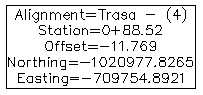 Alignment=Trasa - (4)
Station=0+88.52
Offset=-11.769
Northing=-1020977.8265
Easting=-709754.8921